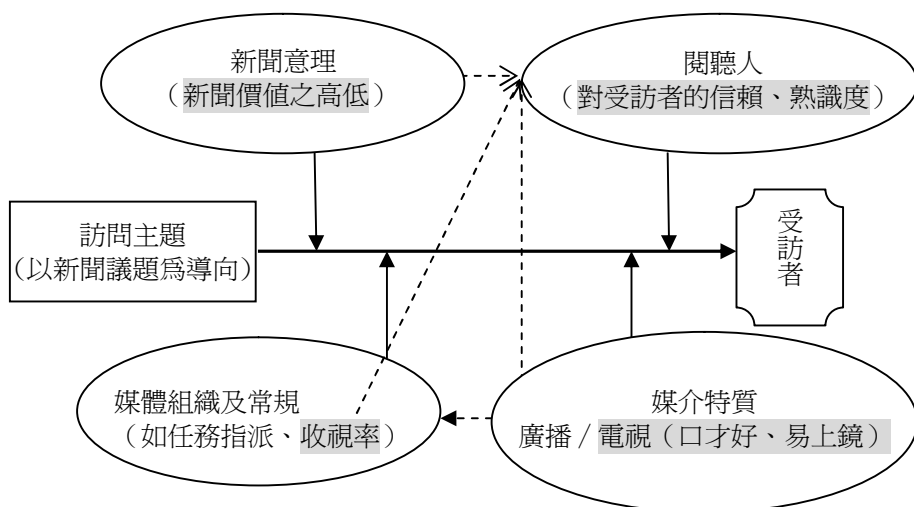 新聞意理
（新聞價值之高低）
閱聽人
（對受訪者的信賴、熟識度）
訪問主題
（以新聞議題爲導向）
受訪者
媒體組織及常規
（如任務指派、收視率）
媒介特質
廣播 / 電視（口才好、易上鏡）